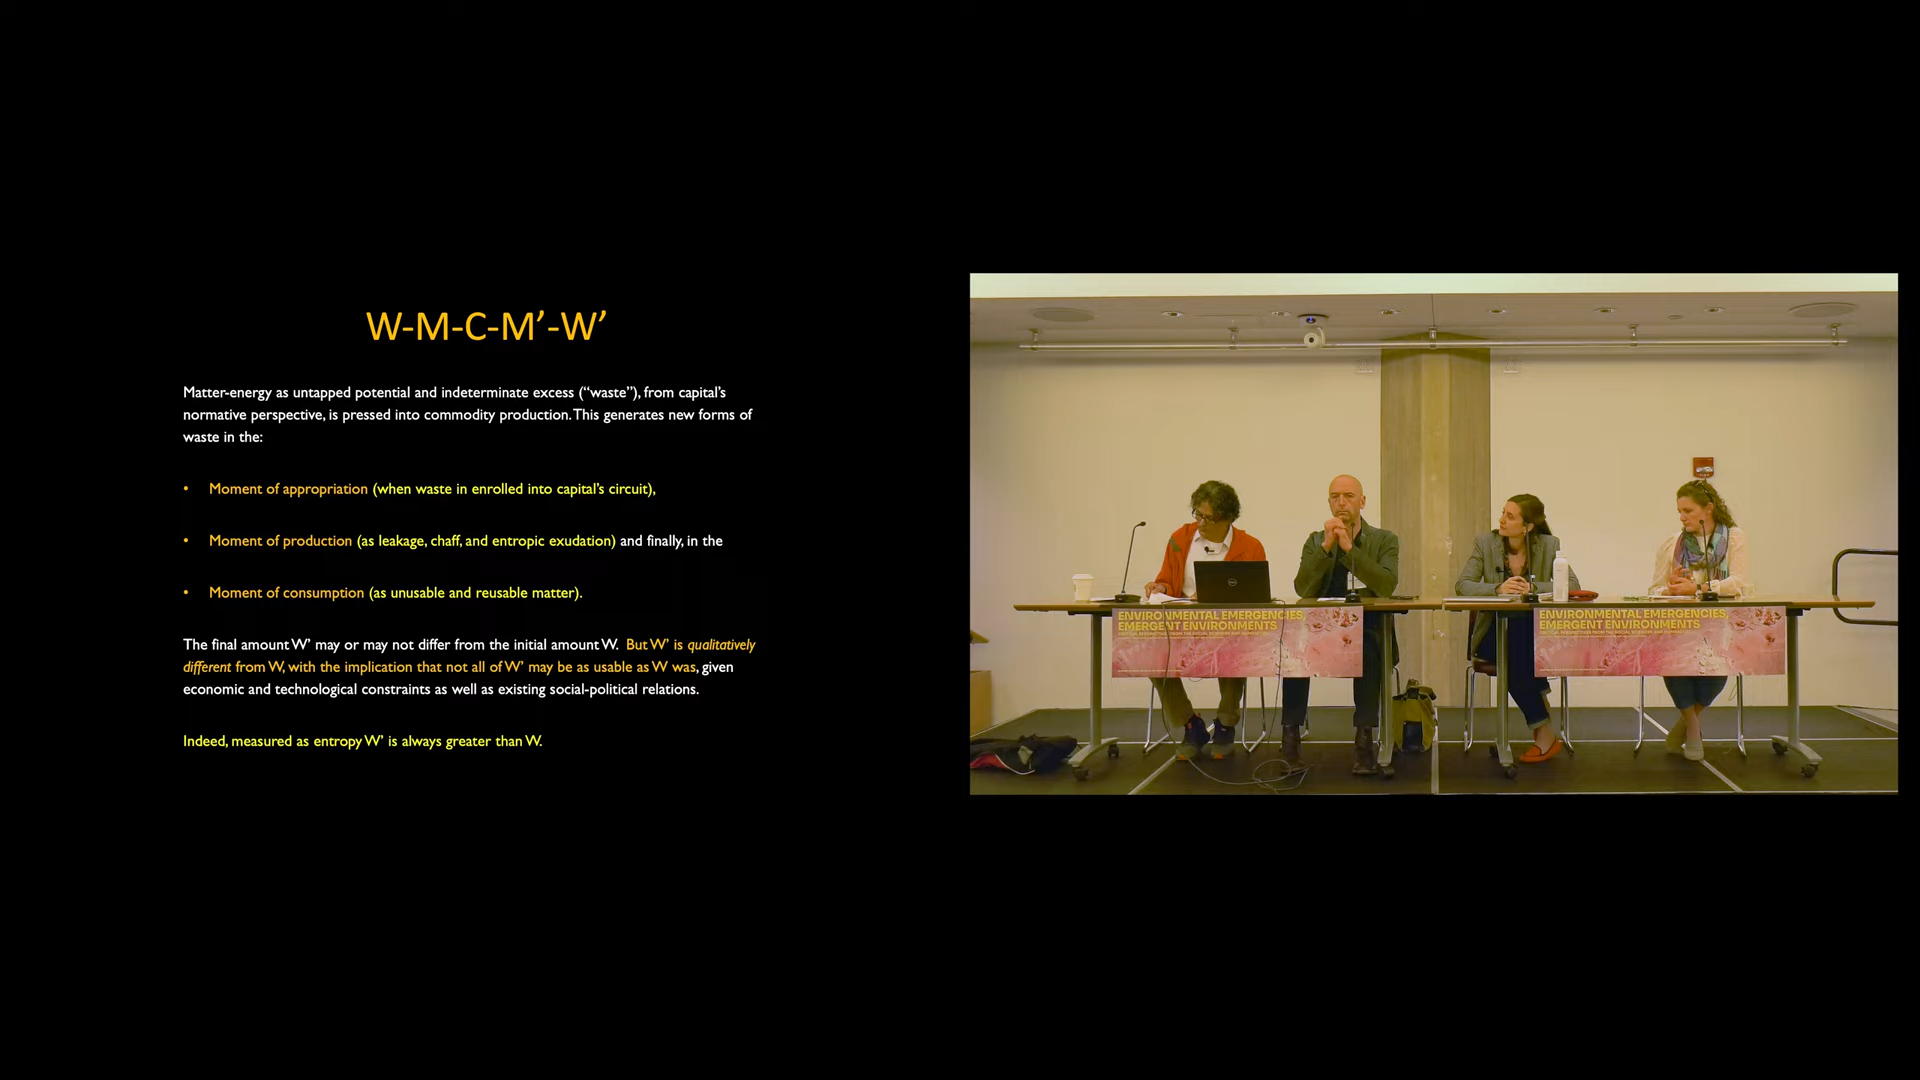 W-M-C-M’-W’
Matter-energy as untapped potential and indeterminate excess (“waste”), from capital’s
normative perspective, is pressed into commodity production. This generates new forms of
waste in the:
• Moment of appropriation (when waste in enrolled into capital’s circuit),
• Moment of production (as leakage, chaff, and entropic exudation) and finally, in the
• Moment of consumption (as unusable and reusable matter).
The final amount W’ may or may not differ from the initial amount W. But W’ is qualitatively
different from W, with the implication that not all of W’ may be as usable as W was, given
economic and technological constraints as well as existing social-political relations.
Indeed, measured as entropy W’ is always greater than W.
ENVIRONMENTAL EMERGENCIES,
EMERGENT ENVIRONMENTS
ENVIRONMENTAL EMERGENCIES,
EMERGENT ENVIRONMENTS